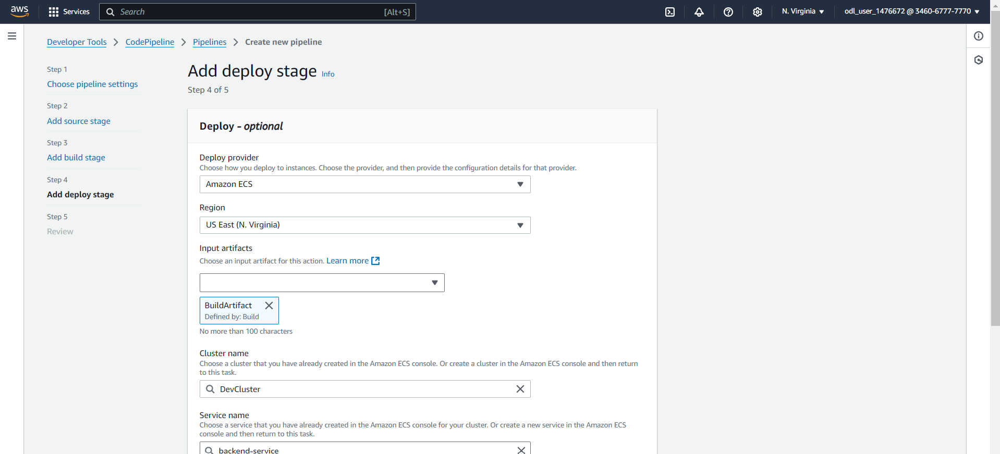 aws
Services
Search
[Alt+S]
N. Virginia
odl_user_1476672 @ 3460-6777-7770
Developer Tools
CodePipeline
Pipelines
Create new pipeline
Step 1
Choose pipeline settings
Step 2
Add source stage
Step 3
Add build stage
Step 4
Add deploy stage
Step 5
Review
Add deploy stage Info
Step 4 of 5
Deploy - optional
Deploy provider
Choose how you deploy to instances. Choose the provider, and then provide the configuration details for that provider.
Amazon ECS
Region
US East (N. Virginia)
Input artifacts
Choose an input artifact for this action. Learn more
BuildArtifact
Defined by: Build
No more than 100 characters
Cluster name
Choose a cluster that you have already created in the Amazon ECS console. Or create a cluster in the Amazon ECS console and then return
to this task.
DevCluster
Service name
Choose a service that you have already created in the Amazon ECS console for your cluster. Or create a new service in the Amazon ECS
console and then return to this task.
backend-service